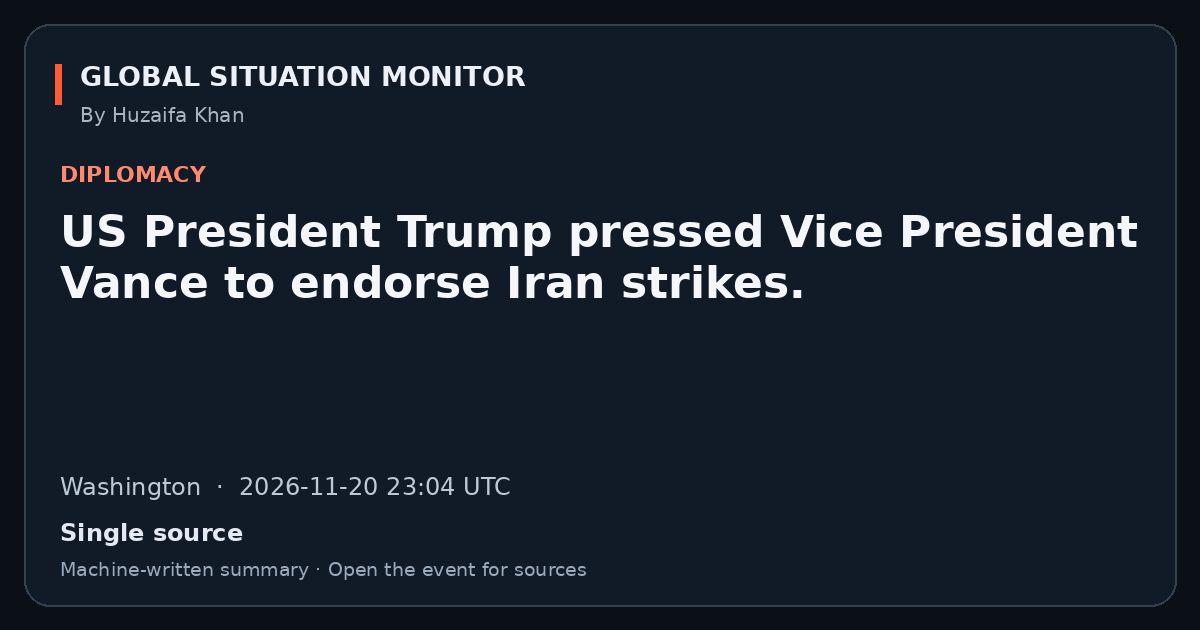 GLOBAL SITUATION MONITOR
By Huzaifa Khan
DIPLOMACY
US President Trump pressed Vice President
Vance to endorse Iran strikes.
Washington · 2026-11-20 23:04 UTC
Single source
Machine-written summary · Open the event for sources